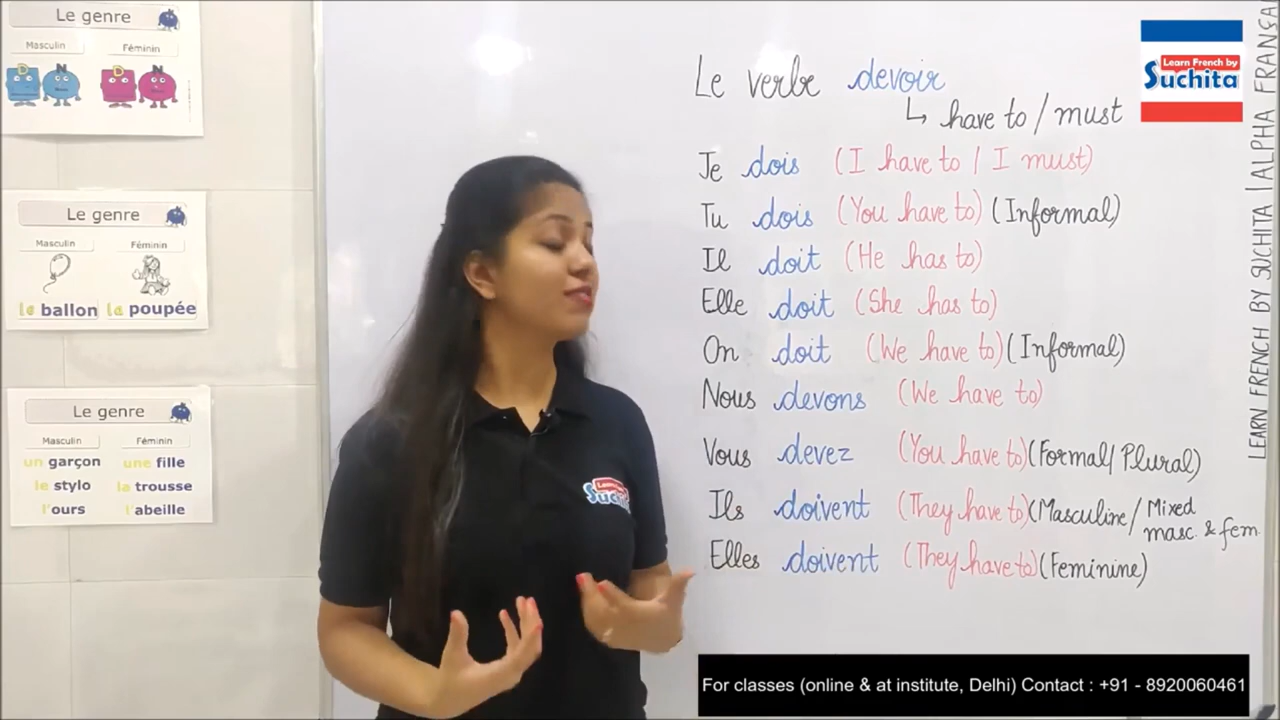 Le genre
Masculin Féminin
D N D N
Le genre
Masculin Féminin
le ballon la poupée
Le genre
Masculin Féminin
un garçon une fille
le stylo la trousse
l'ours l'abeille
Le verbe devoir
↳ have to / must
Je dois (I have to / I must)
Tu dois (You have to) (Informal)
Il doit (He has to)
Elle doit (She has to)
On doit (We have to) (Informal)
Nous devons (We have to)
Vous devez (You have to) (Formal/Plural)
Ils doivent (They have to) (Masculine/ Mixed
masc. & fem.
Elles doivent (They have to) (Feminine)
Learn French by
Suchita
LEARN FRENCH BY SUCHITA | ALPHA FRANÇA
Learn French
Suchita
For classes (online & at institute, Delhi) Contact : +91 - 8920060461